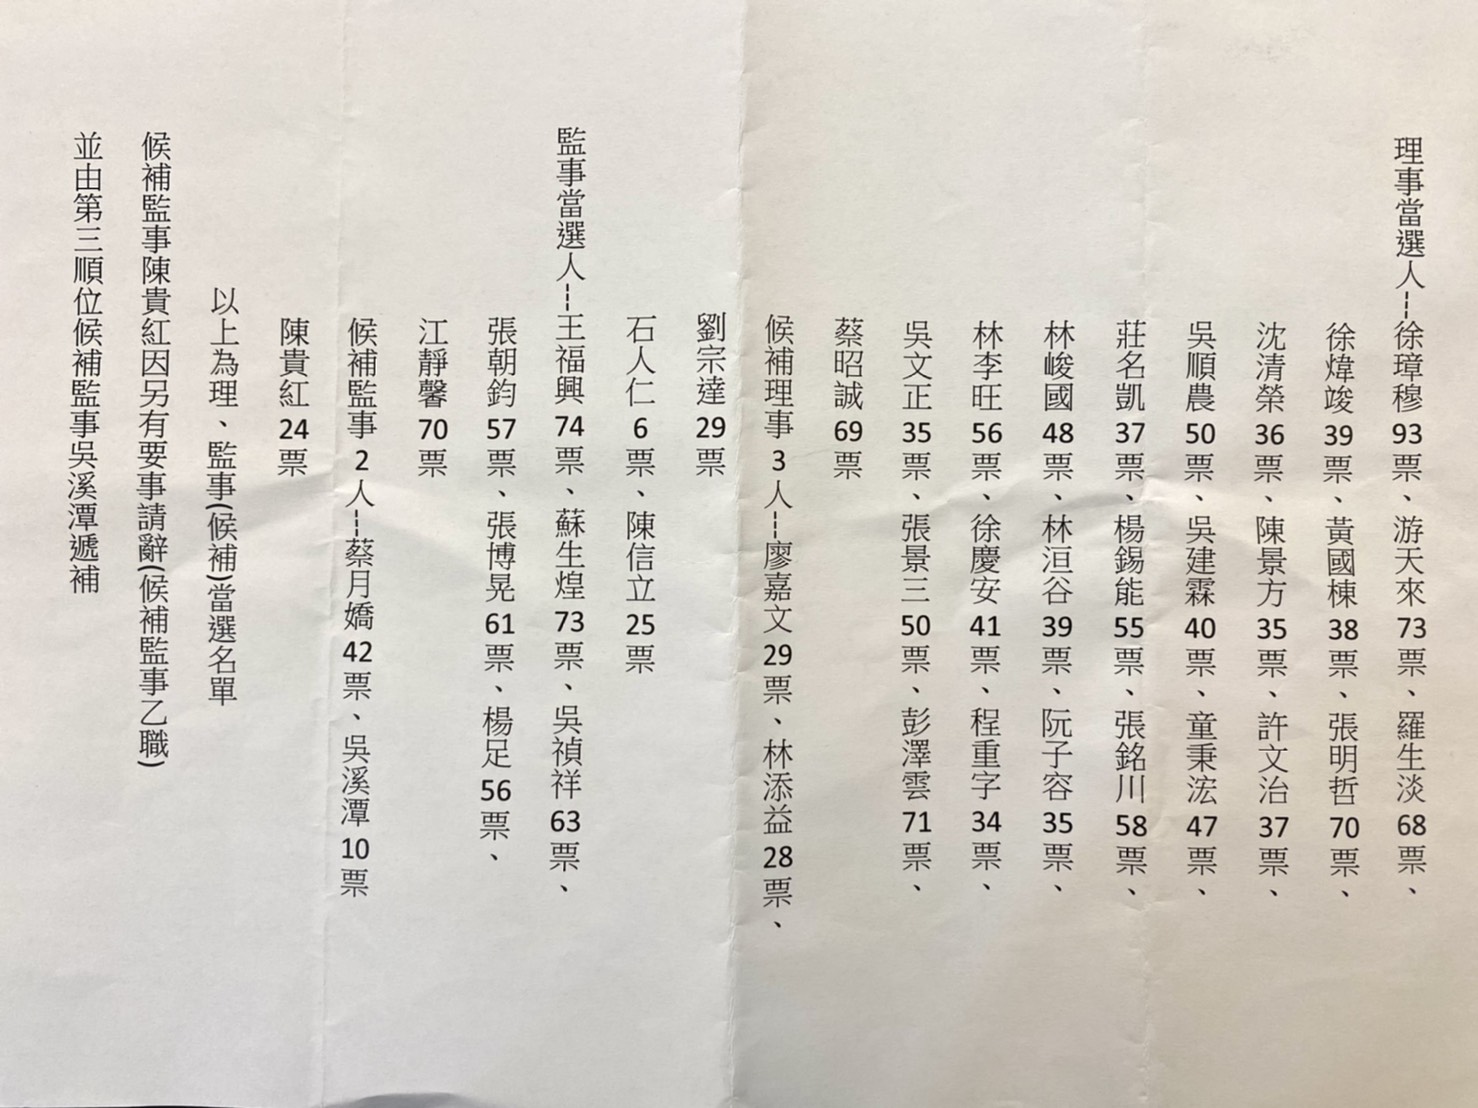 理事當選人---徐璋穆93票、游天來73票、羅生淡68票、
徐煒竣39票、黃國棟38票、張明哲70票、
沈清榮36票、陳景方35票、許文治37票、
吳順農50票、吳建霖40票、童秉浤47票、
莊名凱37票、楊錫能55票、張銘川58票、
林峻國48票、林洹谷39票、阮子容35票、
林李旺56票、徐慶安41票、程重字34票、
吳文正35票、張景三50票、彭澤雲71票、
蔡昭誠69票
候補理事3人---廖嘉文29票、林添益28票、
劉宗達29票
石人仁6票、陳信立25票
監事當選人---王福興74票、蘇生煌73票、吳禎祥63票、
張朝鈞57票、張博晃61票、楊足56票、
江靜馨70票
候補監事2人---蔡月嬌42票、吳溪潭10票
陳貴紅24票
以上為理、監事(候補)當選名單
候補監事陳貴紅因另有要事請辭(候補監事乙職)
並由第三順位候補監事吳溪潭遞補